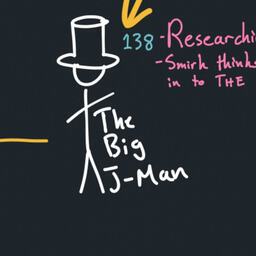 138 - Researchi
- Smirk thinks
in to THE
The
Big
J-Man